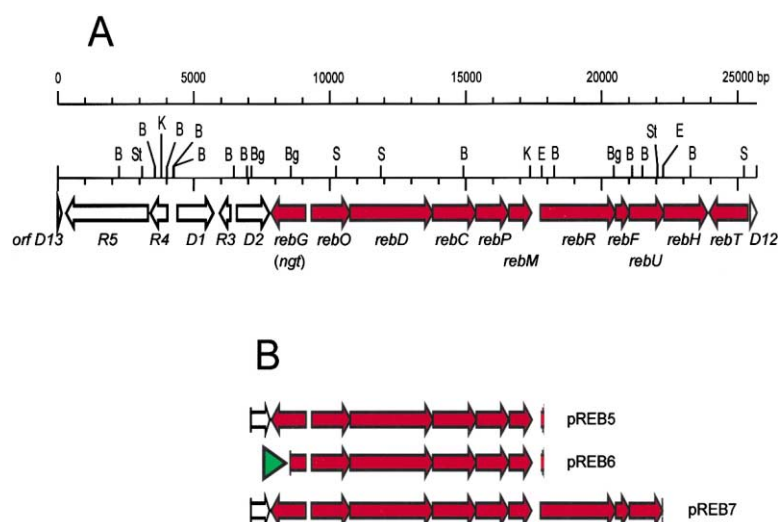 A
0 5000 10000 15000 20000 25000 bp
K
B B B St E
B St B B B B Bg Bg S S B K E B Bg B B B S
orf D13 R5 R4 D1 R3 D2 rebG rebO rebD rebC rebP rebR rebF rebH rebT D12
(ngt) rebM rebU
B
pREB5
pREB6
pREB7